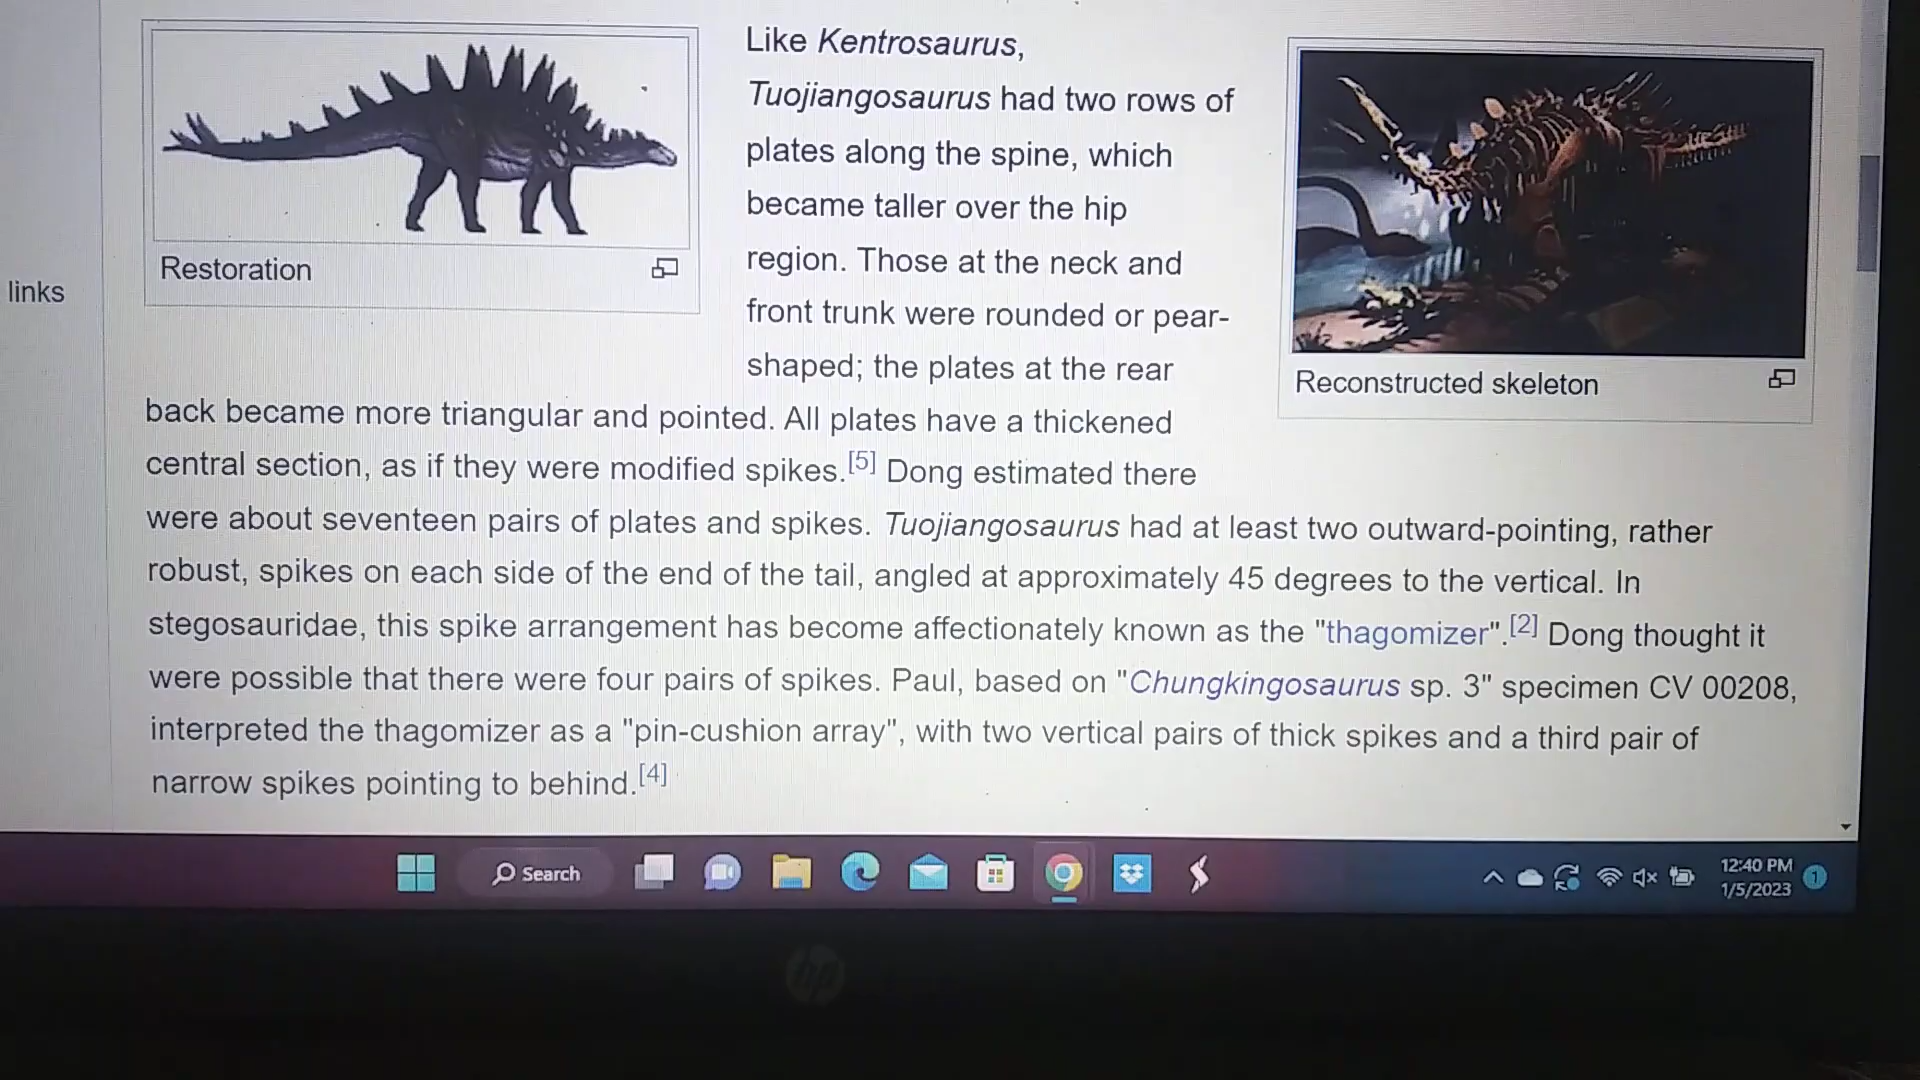 Like Kentrosaurus,
Tuojiangosaurus had two rows of
plates along the spine, which
became taller over the hip
region. Those at the neck and
front trunk were rounded or pear-
shaped; the plates at the rear
back became more triangular and pointed. All plates have a thickened
central section, as if they were modified spikes.[5] Dong estimated there
were about seventeen pairs of plates and spikes. Tuojiangosaurus had at least two outward-pointing, rather
robust, spikes on each side of the end of the tail, angled at approximately 45 degrees to the vertical. In
stegosauridae, this spike arrangement has become affectionately known as the "thagomizer".[2] Dong thought it
were possible that there were four pairs of spikes. Paul, based on "Chungkingosaurus sp. 3" specimen CV 00208,
interpreted the thagomizer as a "pin-cushion array", with two vertical pairs of thick spikes and a third pair of
narrow spikes pointing to behind.[4]
Restoration
Reconstructed skeleton
links
Search
12:40 PM
1/5/2023
1
hp